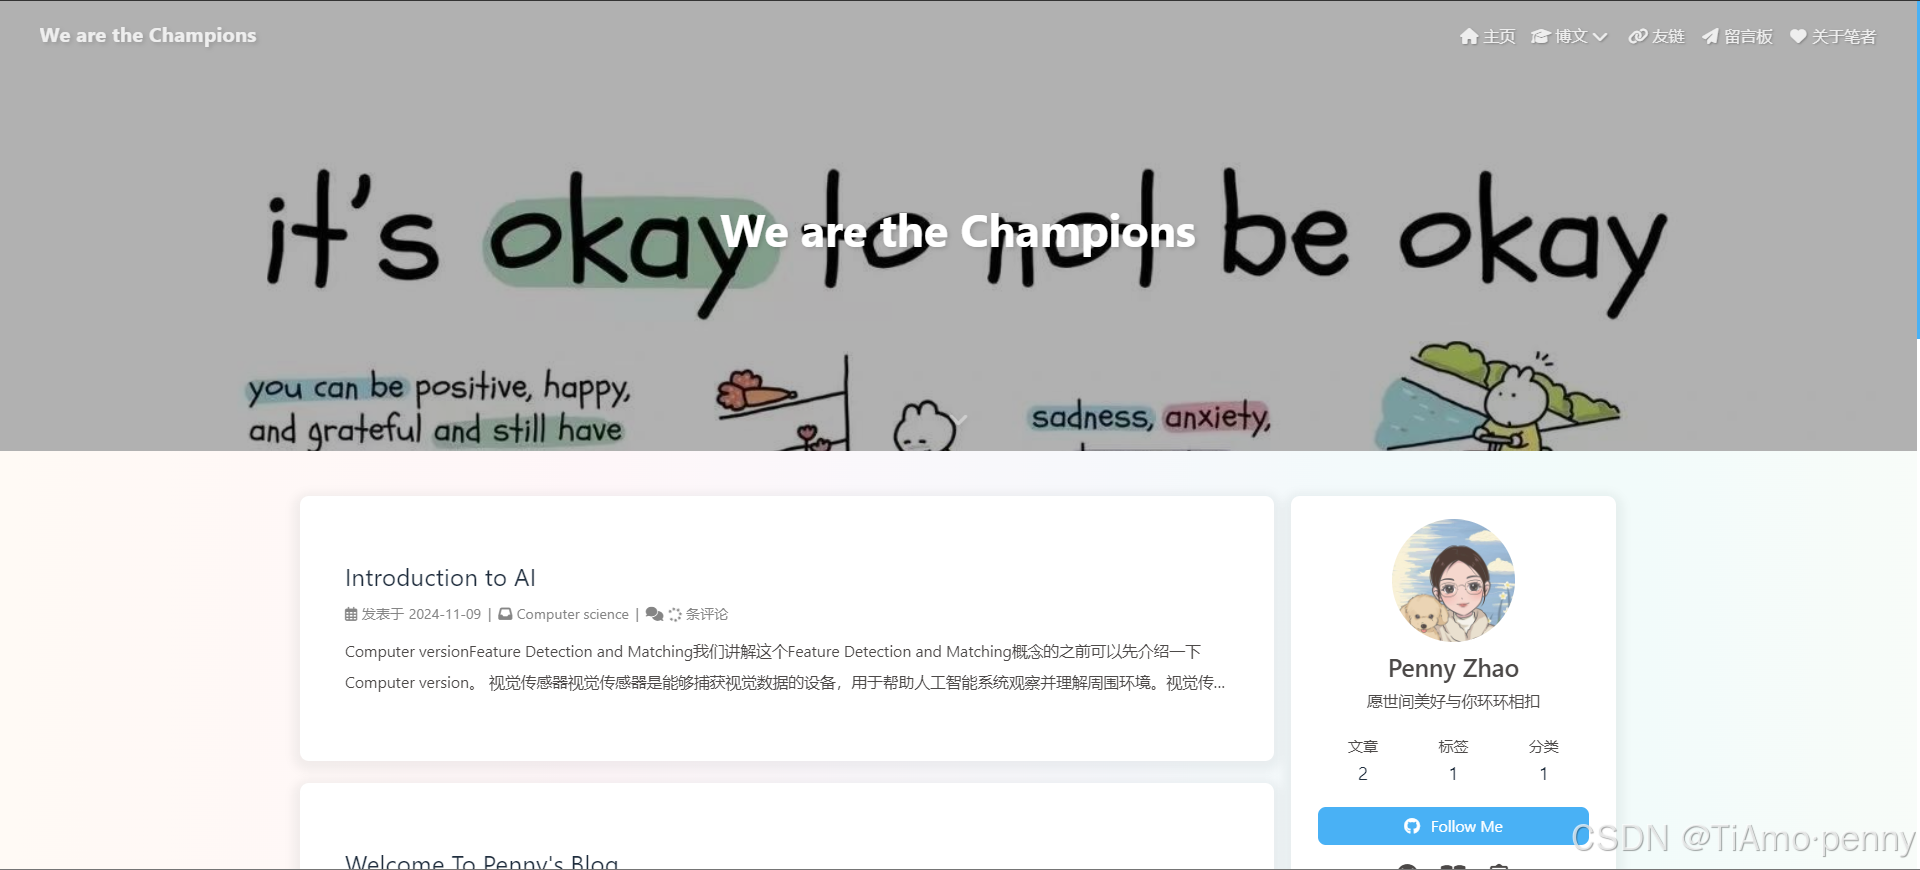 We are the Champions
主页 博文 友链 留言板 关于笔者
it's okay to not be okay
We are the Champions
you can be positive, happy,
and grateful and still have
sadness, anxiety,
Introduction to AI
发表于 2024-11-09 | Computer science | 条评论
Computer versionFeature Detection and Matching我们讲解这个Feature Detection and Matching概念的之前可以先介绍一下
Computer version。 视觉传感器视觉传感器是能够捕获视觉数据的设备，用于帮助人工智能系统观察并理解周围环境。视觉传...
Welcome To Penny's Blog
Penny Zhao
愿世间美好与你环环相扣
文章 标签 分类
2 1 1
Follow Me
CSDN @TiAmo·penny